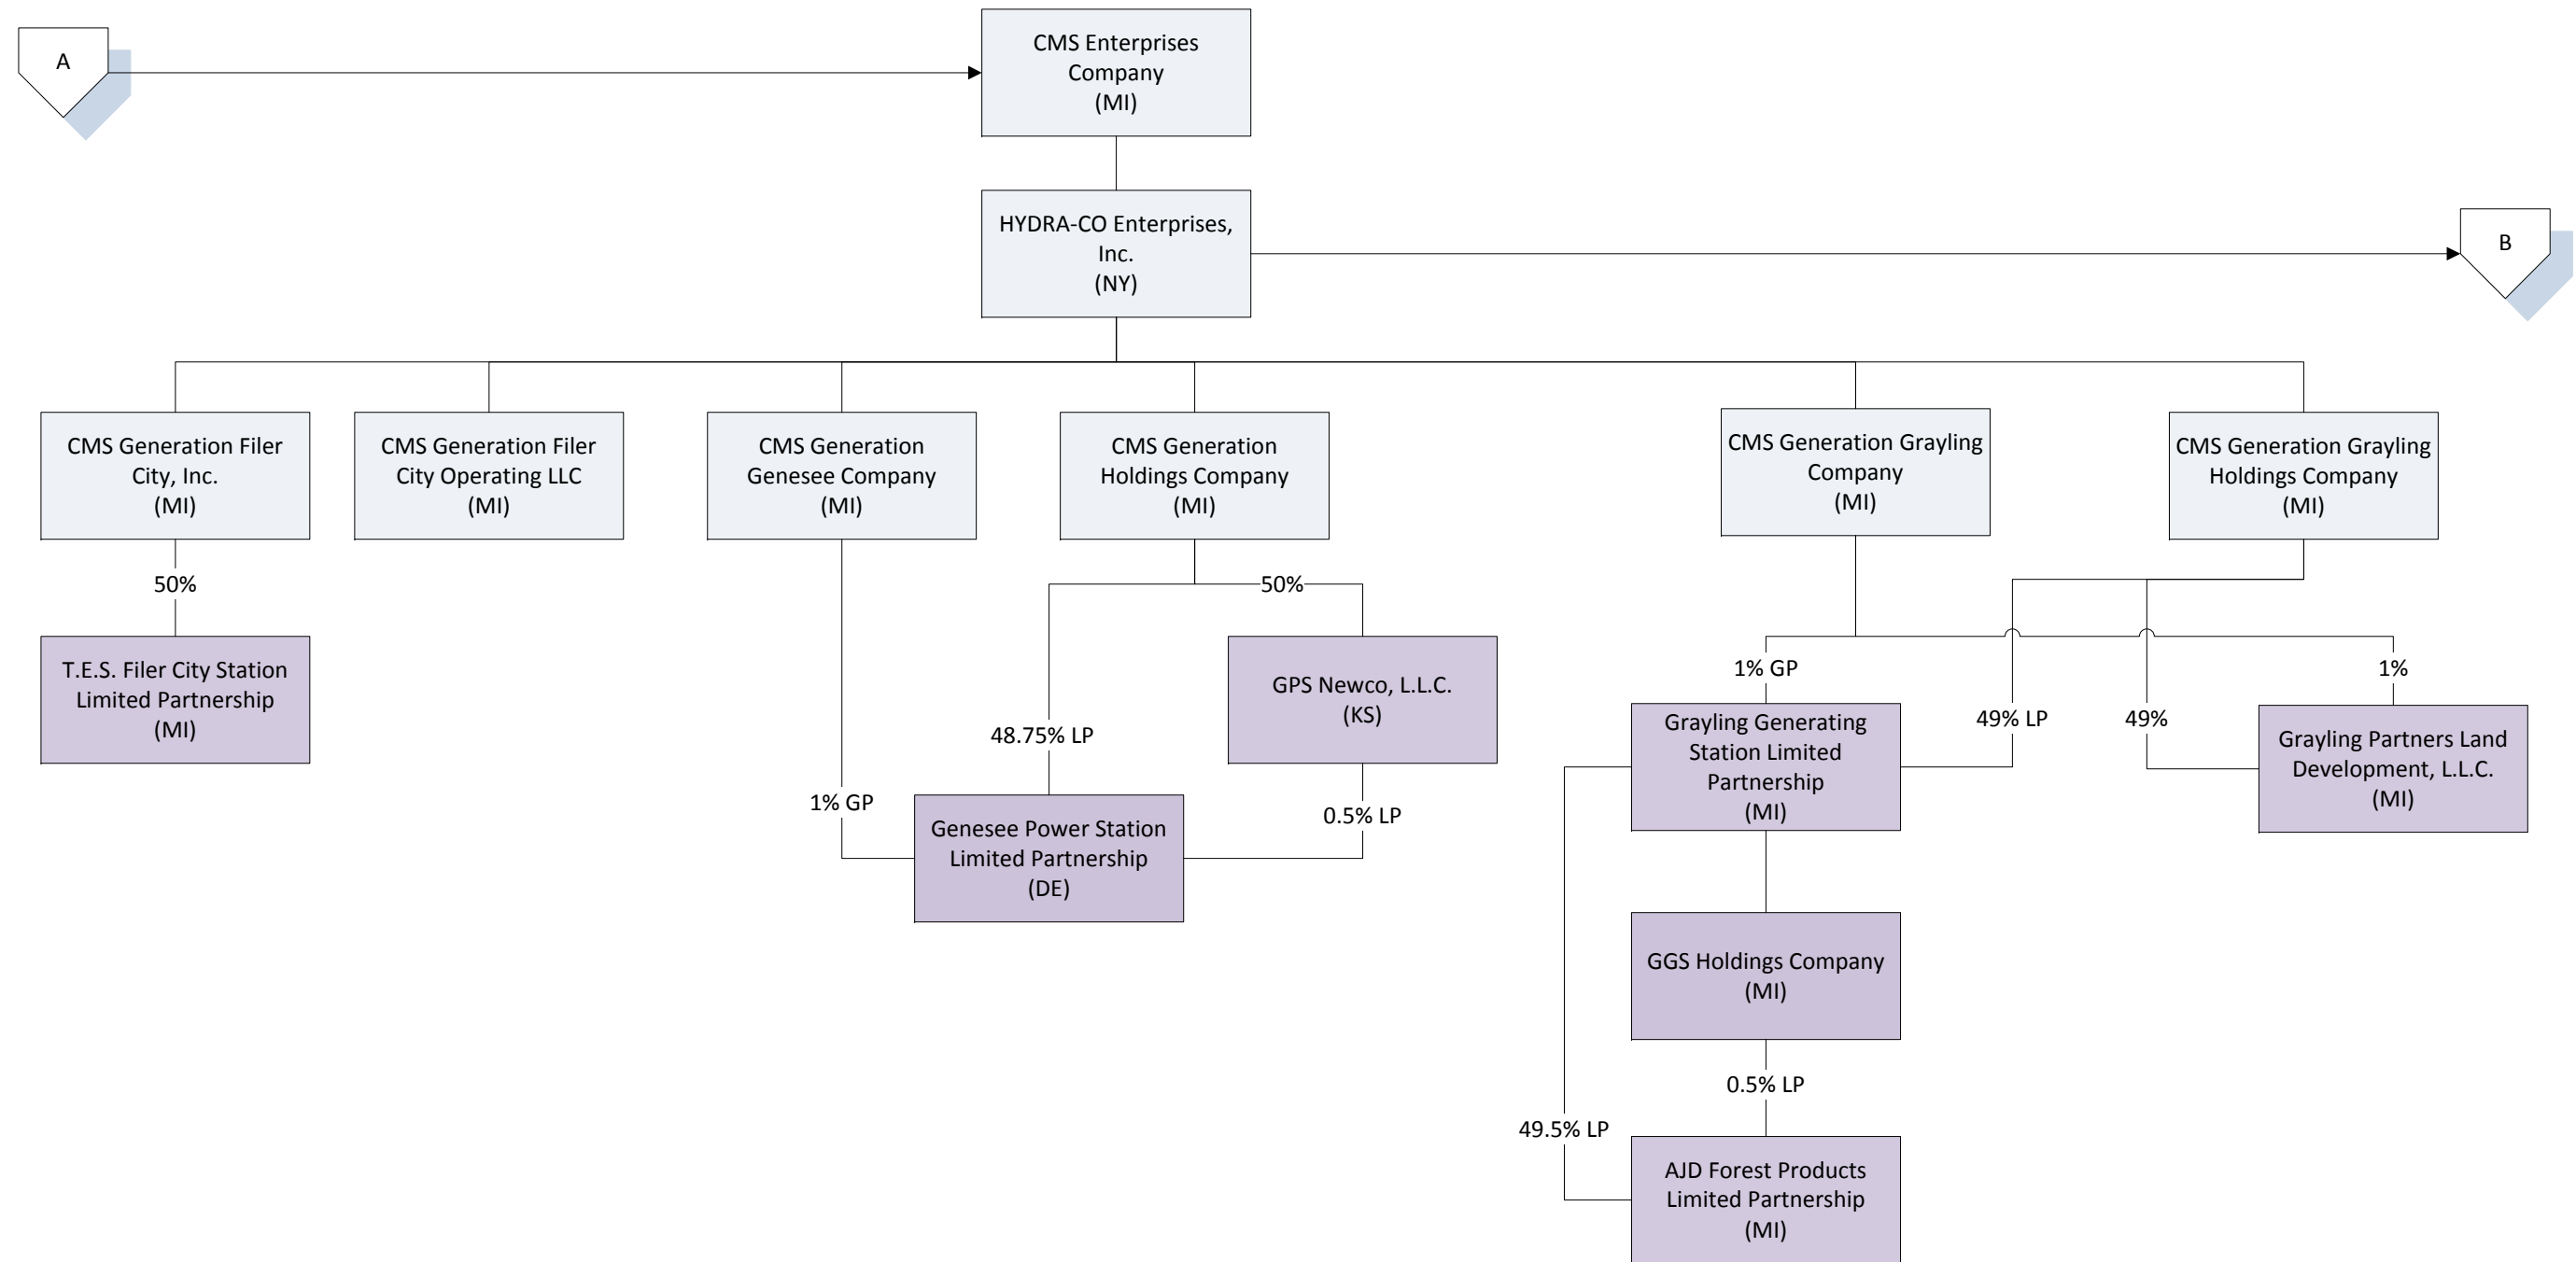 A
CMS Enterprises
Company
(MI)
HYDRA-CO Enterprises,
Inc.
(NY)
B
CMS Generation Filer
City, Inc.
(MI)
CMS Generation Filer
City Operating LLC
(MI)
CMS Generation
Genesee Company
(MI)
CMS Generation
Holdings Company
(MI)
CMS Generation Grayling
Company
(MI)
CMS Generation Grayling
Holdings Company
(MI)
50%
50%
T.E.S. Filer City Station
Limited Partnership
(MI)
GPS Newco, L.L.C.
(KS)
1% GP
1%
48.75% LP
49% LP
49%
Grayling Generating
Station Limited
Partnership
(MI)
Grayling Partners Land
Development, L.L.C.
(MI)
1% GP
0.5% LP
Genesee Power Station
Limited Partnership
(DE)
GGS Holdings Company
(MI)
0.5% LP
49.5% LP
AJD Forest Products
Limited Partnership
(MI)